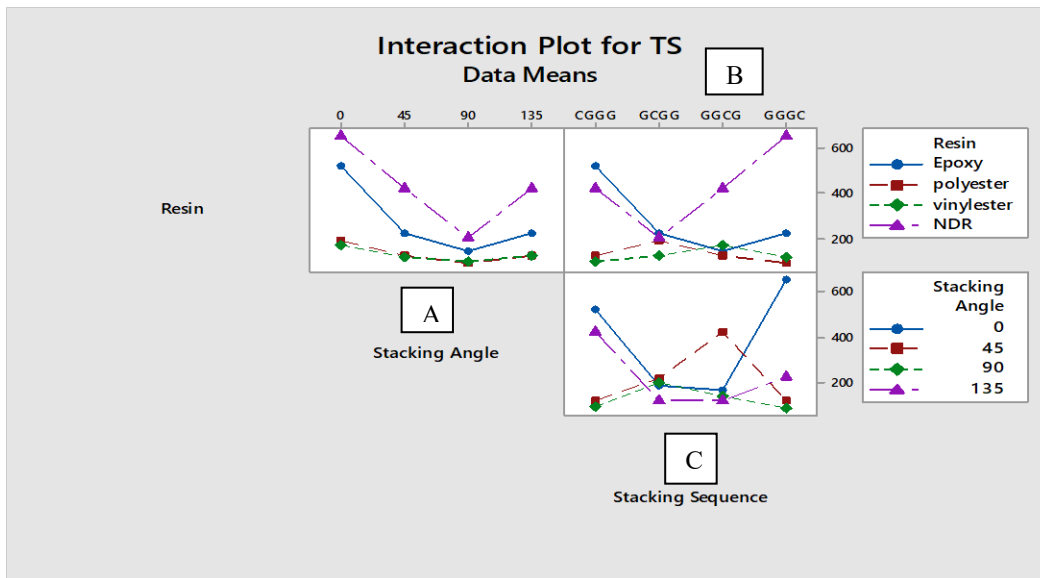 Interaction Plot for TS
Data Means
B
0 45 90 135 CGGG GCGG GGCG GGGC
Resin
600
400
200
Resin
Epoxy
polyester
vinylester
NDR
A
Stacking Angle
600
400
200
Stacking
Angle
0
45
90
135
C
Stacking Sequence